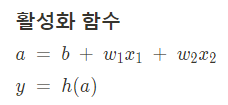 활성화 함수
a = b + w₁x₁ + w₂x₂
y = h(a)